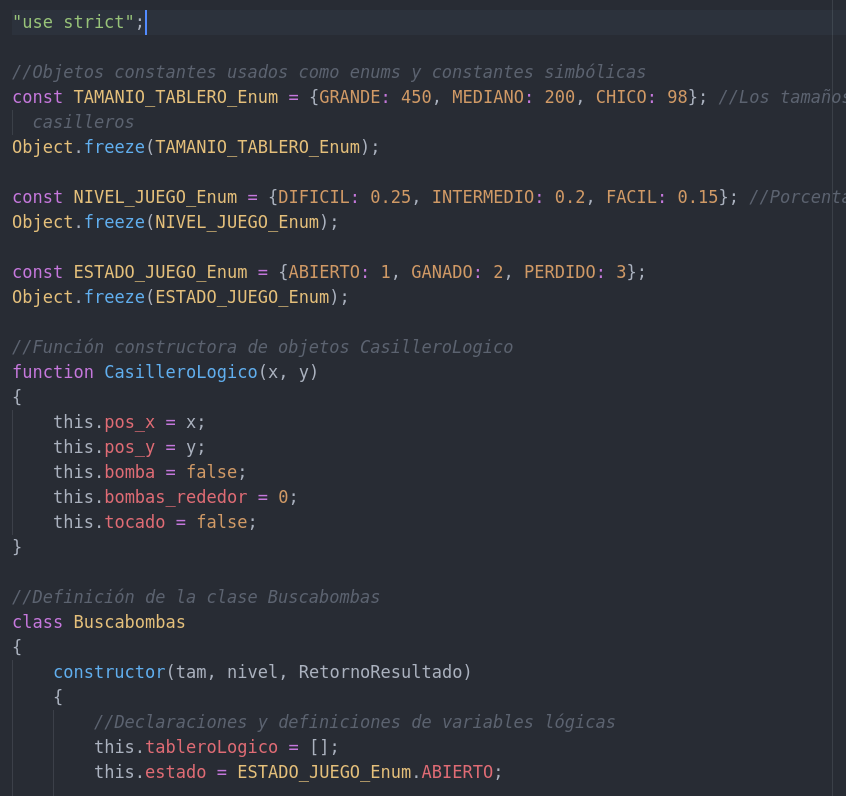 "use strict";
//Objetos constantes usados como enums y constantes simbólicas
const TAMANIO_TABLERO_Enum = {GRANDE: 450, MEDIANO: 200, CHICO: 98}; //Los tamaños
casilleros
Object.freeze(TAMANIO_TABLERO_Enum);
const NIVEL_JUEGO_Enum = {DIFICIL: 0.25, INTERMEDIO: 0.2, FACIL: 0.15}; //Porcenta
Object.freeze(NIVEL_JUEGO_Enum);
const ESTADO_JUEGO_Enum = {ABIERTO: 1, GANADO: 2, PERDIDO: 3};
Object.freeze(ESTADO_JUEGO_Enum);
//Función constructora de objetos CasilleroLogico
function CasilleroLogico(x, y)
{
    this.pos_x = x;
    this.pos_y = y;
    this.bomba = false;
    this.bombas_rededor = 0;
    this.tocado = false;
}
//Definición de la clase Buscabombas
class Buscabombas
{
    constructor(tam, nivel, RetornoResultado)
    {
        //Declaraciones y definiciones de variables lógicas
        this.tableroLogico = [];
        this.estado = ESTADO_JUEGO_Enum.ABIERTO;